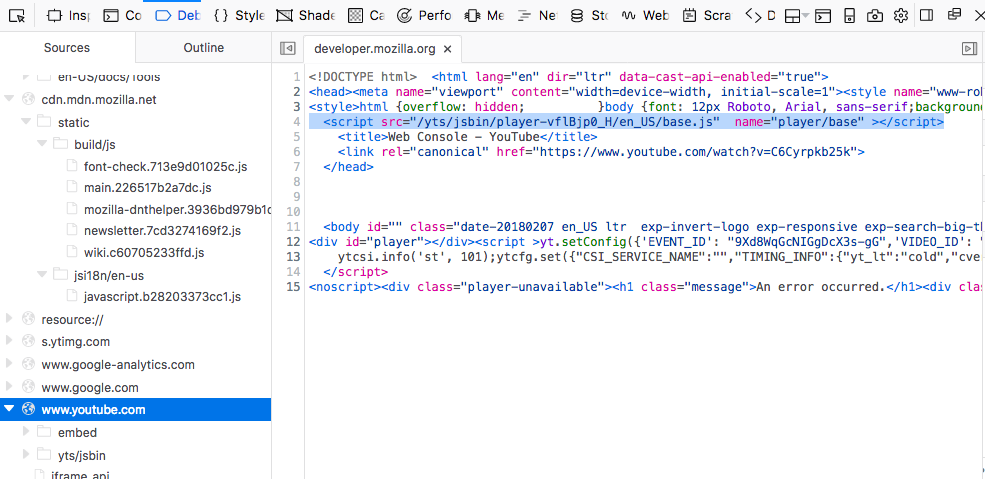 Insp Co Deb { } Style Shade Ca Perfo Me Ne Sto Web Scra D
Sources Outline developer.mozilla.org ×
en-US/docs/Tools
cdn.mdn.mozilla.net
static
build/js
font-check.713e9d01025c.js
main.226517b2a7dc.js
mozilla-dnthelper.3936bd979b1c
newsletter.7cd3274169f2.js
wiki.c60705233ffd.js
jsi18n/en-us
javascript.b28203373cc1.js
resource://
s.ytimg.com
www.google-analytics.com
www.google.com
www.youtube.com
embed
yts/jsbin
iframe_api
1 <!DOCTYPE html>  <html lang="en" dir="ltr" data-cast-api-enabled="true">
2 <head><meta name="viewport" content="width=device-width, initial-scale=1"><style name="www-rob
3 <style>html {overflow: hidden;          }body {font: 12px Roboto, Arial, sans-serif;background
4 <script src="/yts/jsbin/player-vflBjp0_H/en_US/base.js"  name="player/base" ></script>
5 <title>Web Console - YouTube</title>
6 <link rel="canonical" href="https://www.youtube.com/watch?v=C6Cyrpkb25k">
7 </head>
8
9
10
11 <body id="" class="date-20180207 en_US ltr  exp-invert-logo exp-responsive exp-search-big-th
12 <div id="player"></div><script >yt.setConfig({'EVENT_ID': "9Xd8WqGcNIGgDcX3s-gG",'VIDEO_ID': "
13 ytcsi.info('st', 101);ytcfg.set({"CSI_SERVICE_NAME":"","TIMING_INFO":{"yt_lt":"cold","cve
14 </script>
15 <noscript><div class="player-unavailable"><h1 class="message">An error occurred.</h1><div clas